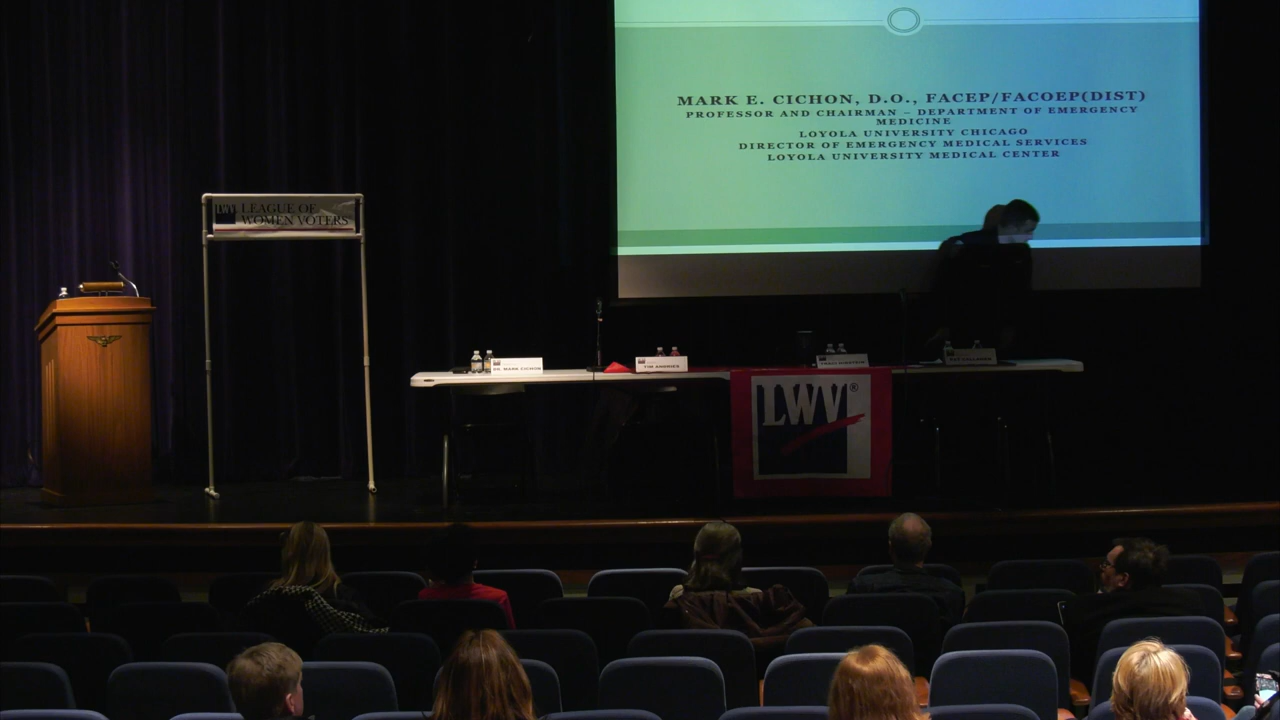 MARK E. CICHON, D.O., FACEP/FACOEP(DIST)
PROFESSOR AND CHAIRMAN – DEPARTMENT OF EMERGENCY
MEDICINE
LOYOLA UNIVERSITY CHICAGO
DIRECTOR OF EMERGENCY MEDICAL SERVICES
LOYOLA UNIVERSITY MEDICAL CENTER
LWV LEAGUE OF
WOMEN VOTERS®
DR. MARK CICHON
TIM ANDRIES
LWV®